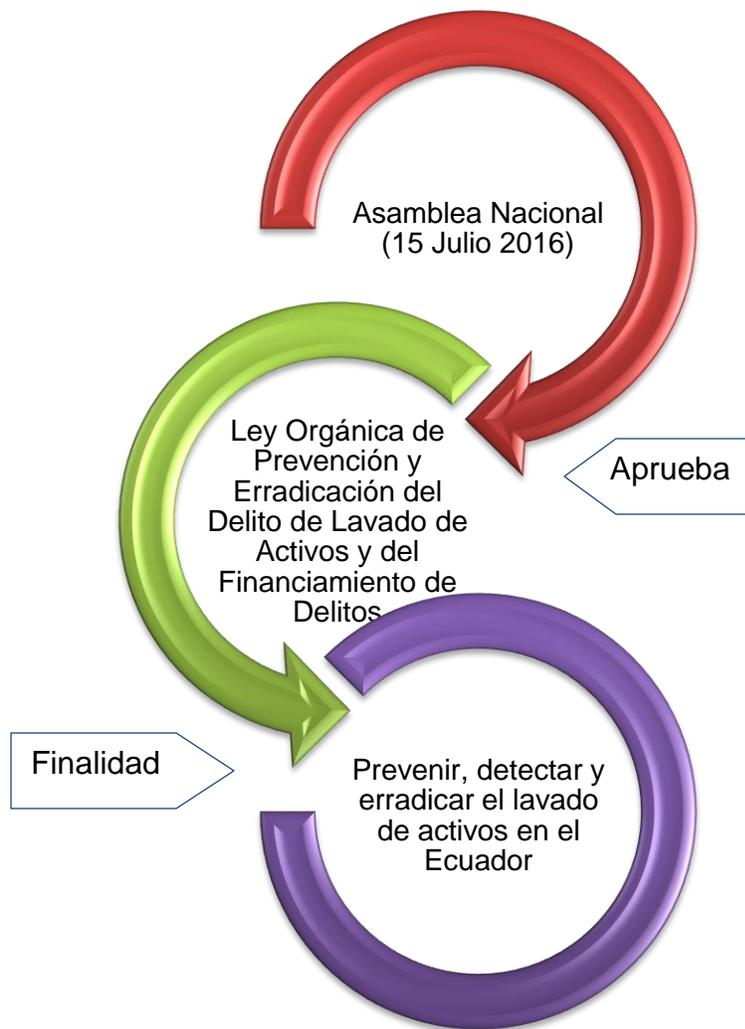 Asamblea Nacional
(15 Julio 2016)
Aprueba
Ley Orgánica de
Prevención y
Erradicación del
Delito de Lavado de
Activos y del
Financiamiento de
Delitos
Finalidad
Prevenir, detectar y
erradicar el lavado
de activos en el
Ecuador